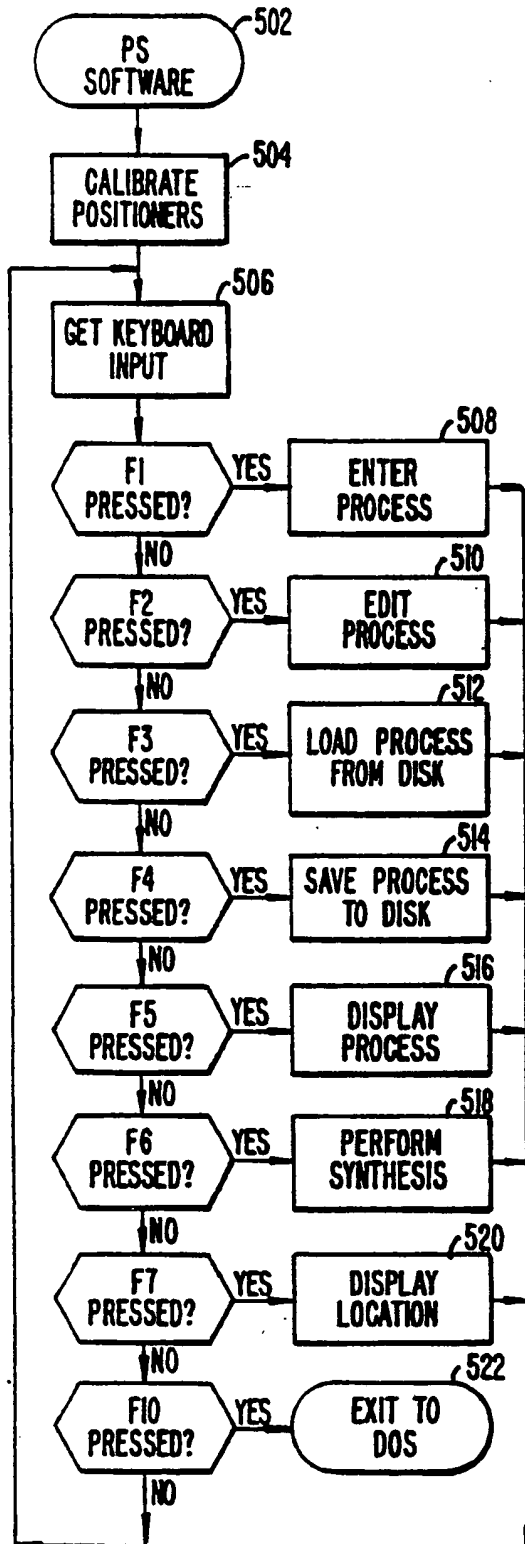 502
PS
SOFTWARE
504
CALIBRATE
POSITIONERS
506
GET KEYBOARD
INPUT
508
F1
PRESSED?
YES
ENTER
PROCESS
NO
510
F2
PRESSED?
YES
EDIT
PROCESS
NO
512
F3
PRESSED?
YES
LOAD PROCESS
FROM DISK
NO
514
F4
PRESSED?
YES
SAVE PROCESS
TO DISK
NO
516
F5
PRESSED?
YES
DISPLAY
PROCESS
NO
518
F6
PRESSED?
YES
PERFORM
SYNTHESIS
NO
520
F7
PRESSED?
YES
DISPLAY
LOCATION
NO
522
F10
PRESSED?
YES
EXIT TO
DOS
NO